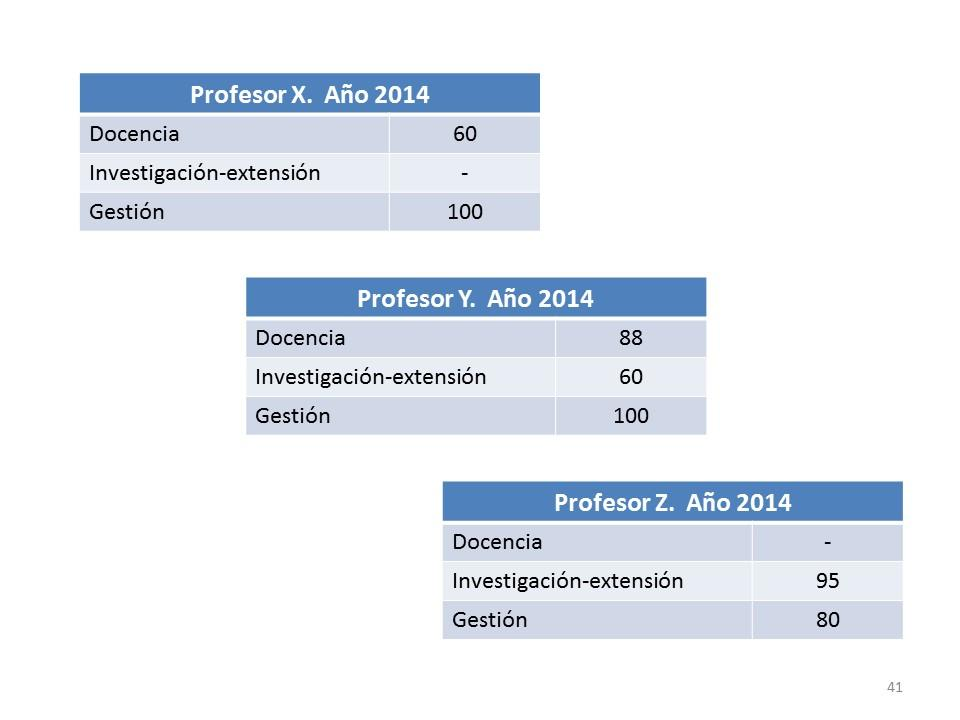 Profesor X.  Año 2014
Docencia 60
Investigación-extensión -
Gestión 100
Profesor Y.  Año 2014
Docencia 88
Investigación-extensión 60
Gestión 100
Profesor Z.  Año 2014
Docencia -
Investigación-extensión 95
Gestión 80
41